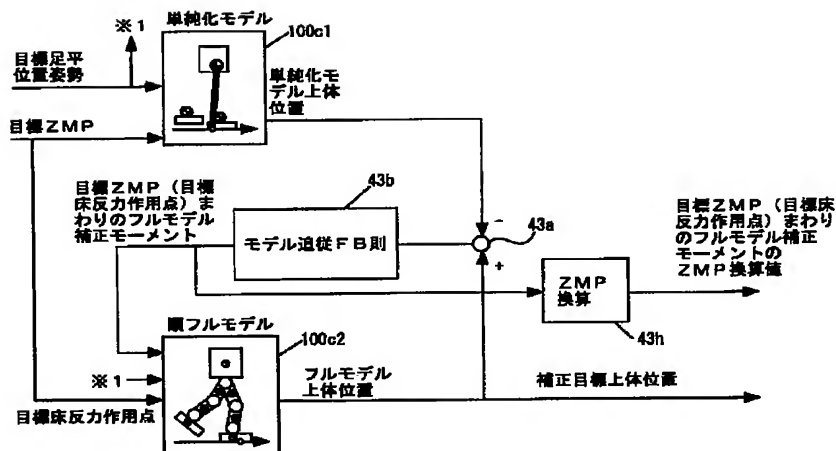 単純化モデル
※1
100c1
目標足平
位置姿勢
単純化モ
デル上体
位置
目標ZMP
目標ZMP(目標
床反力作用点)ま
わりのフルモデル
補正モーメント
43b
モデル追従FB則
－
43a
＋
目標ZMP(目標床
反力作用点)まわり
のフルモデル補正
モーメントの
ZMP換算値
ZMP
換算
43h
順フルモデル
100c2
※1
フルモデル
上体位置
補正目標上体位置
目標床反力作用点